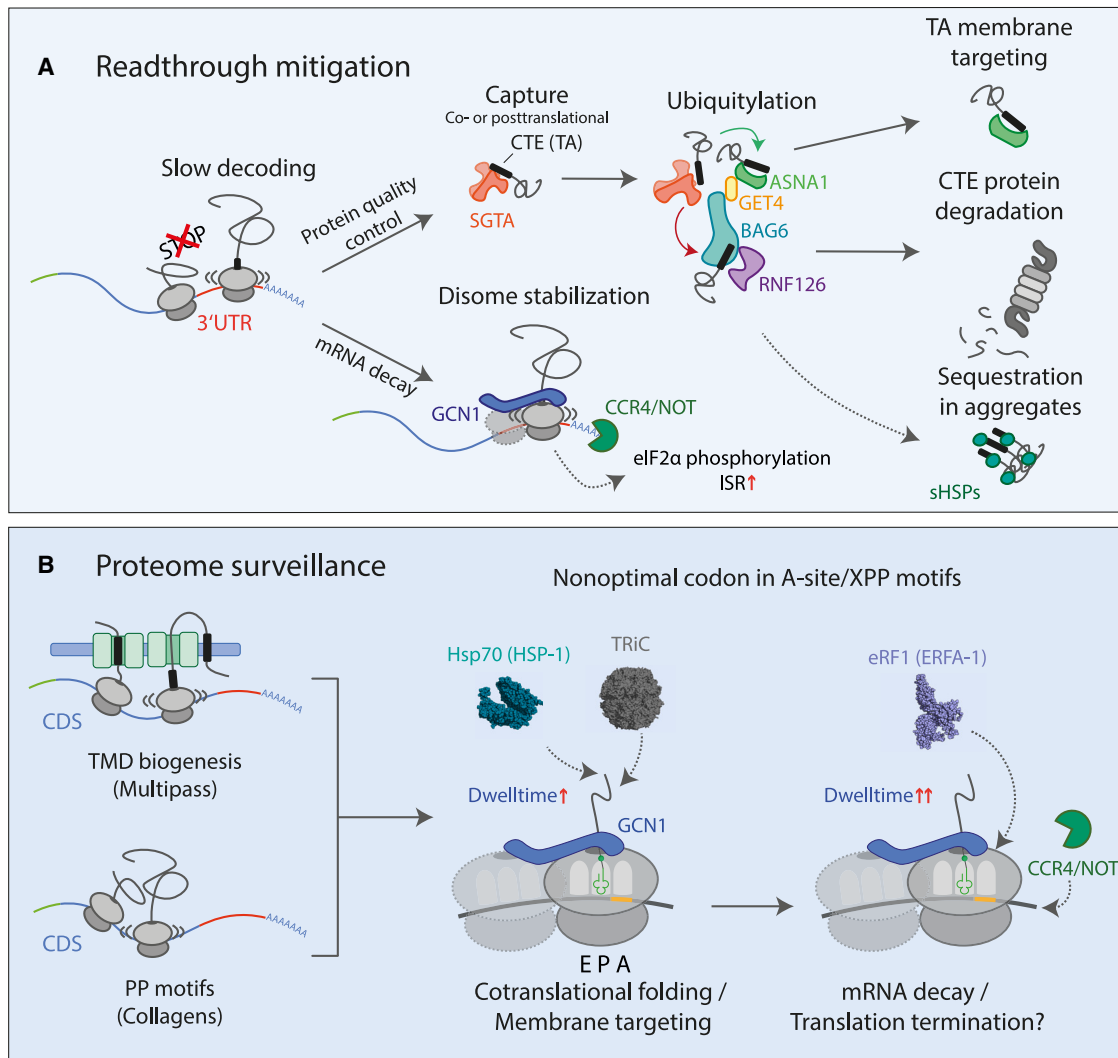 A Readthrough mitigation
Slow decoding
STOP
3'UTR
AAAAAAA
Protein quality
control
mRNA decay
Capture
Co- or posttranslational
CTE (TA)
SGTA
Ubiquitylation
ASNA1
GET4
BAG6
RNF126
TA membrane
targeting
CTE protein
degradation
Sequestration
in aggregates
sHSPs
Disome stabilization
GCN1
AAAA
CCR4/NOT
eIF2α phosphorylation
ISR↑
B Proteome surveillance
Nonoptimal codon in A-site/XPP motifs
CDS
AAAAAAA
TMD biogenesis
(Multipass)
CDS
AAAAAAA
PP motifs
(Collagens)
Hsp70 (HSP-1)
TRiC
Dwelltime↑
GCN1
E P A
Cotranslational folding /
Membrane targeting
eRF1 (ERFA-1)
Dwelltime↑↑
CCR4/NOT
mRNA decay /
Translation termination?